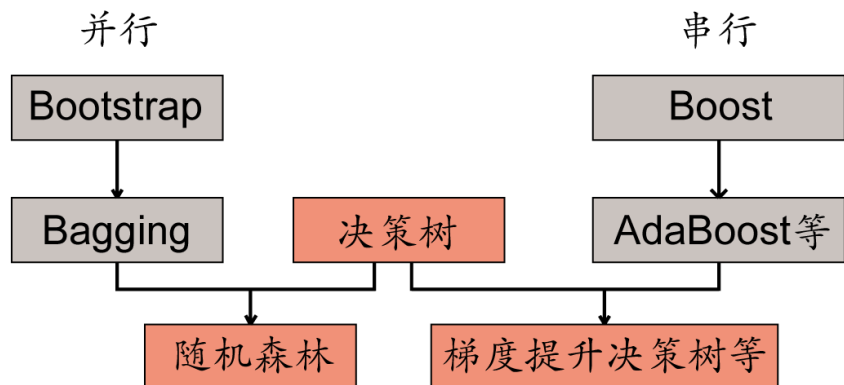 并行
串行
Bootstrap
Boost
Bagging
决策树
AdaBoost等
随机森林
梯度提升决策树等